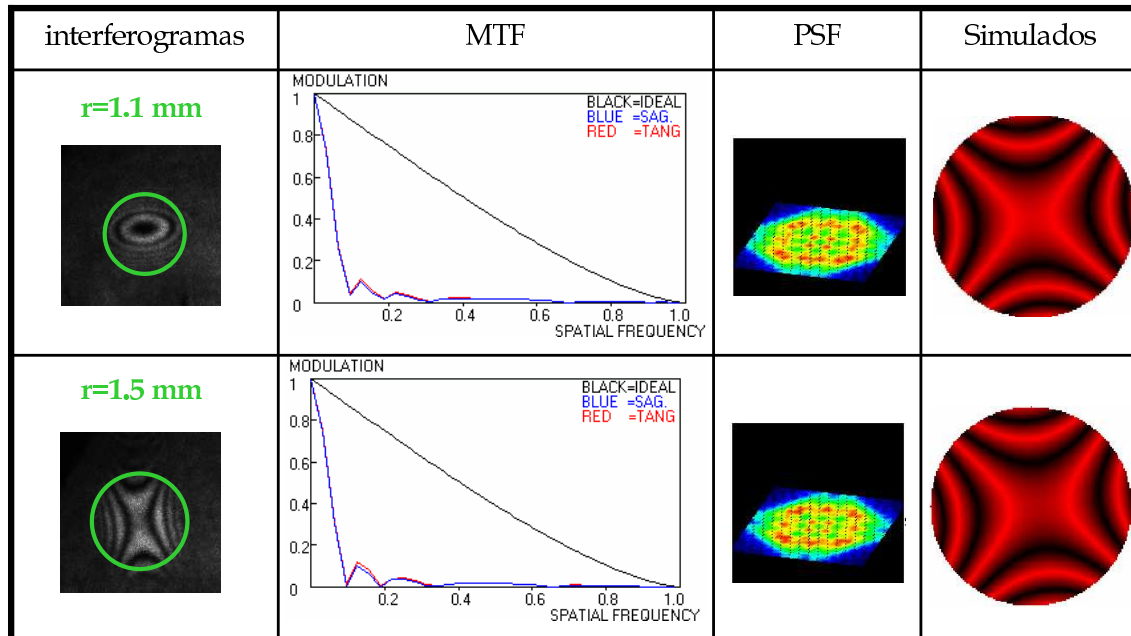 interferogramas
MTF
PSF
Simulados
r=1.1 mm
MODULATION
BLACK=IDEAL
BLUE =SAG.
RED =TANG
1
0.8
0.6
0.4
0.2
0
0.2 0.4 0.6 0.8 1.0
SPATIAL FREQUENCY
r=1.5 mm
MODULATION
BLACK=IDEAL
BLUE =SAG.
RED =TANG
1
0.8
0.6
0.4
0.2
0
0.2 0.4 0.6 0.8 1.0
SPATIAL FREQUENCY